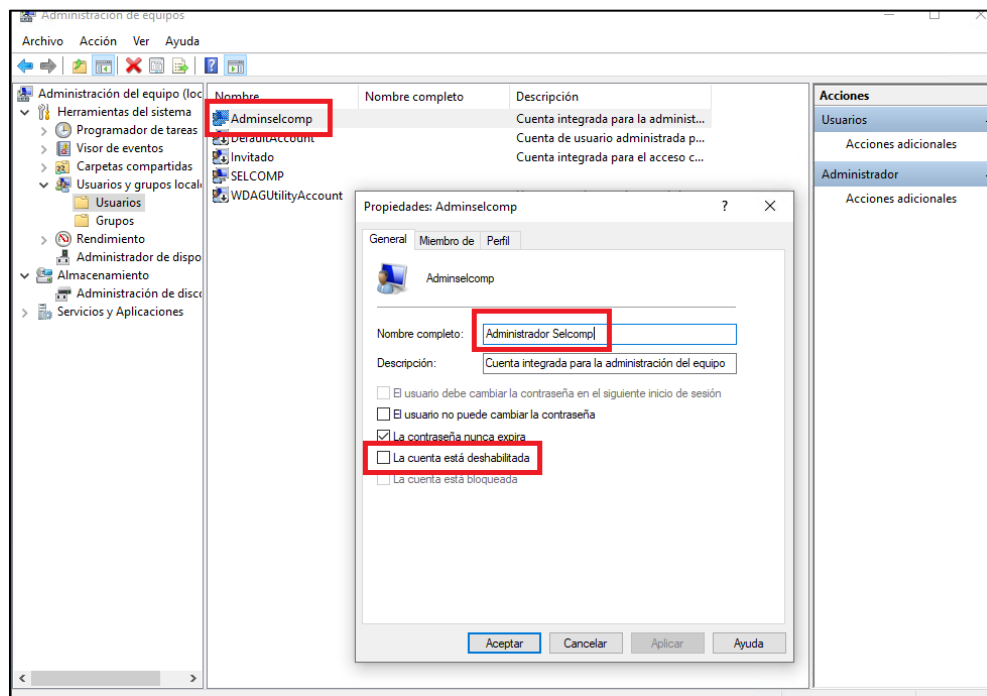 Administración de equipos
Archivo Acción Ver Ayuda
Administración del equipo (loc
Herramientas del sistema
Programador de tareas
Visor de eventos
Carpetas compartidas
Usuarios y grupos locale
Usuarios
Grupos
Rendimiento
Administrador de dispo
Almacenamiento
Administración de disco
Servicios y Aplicaciones
Nombre Nombre completo Descripción
Adminselcomp Cuenta integrada para la administ...
DefaultAccount Cuenta de usuario administrada p...
Invitado Cuenta integrada para el acceso c...
SELCOMP
WDAGUtilityAccount
Propiedades: Adminselcomp ?
General Miembro de Perfil
Adminselcomp
Nombre completo: Administrador Selcomp
Descripción: Cuenta integrada para la administración del equipo
El usuario debe cambiar la contraseña en el siguiente inicio de sesión
El usuario no puede cambiar la contraseña
La contraseña nunca expira
La cuenta está deshabilitada
La cuenta está bloqueada
Aceptar Cancelar Aplicar Ayuda
Acciones
Usuarios
Acciones adicionales
Administrador
Acciones adicionales